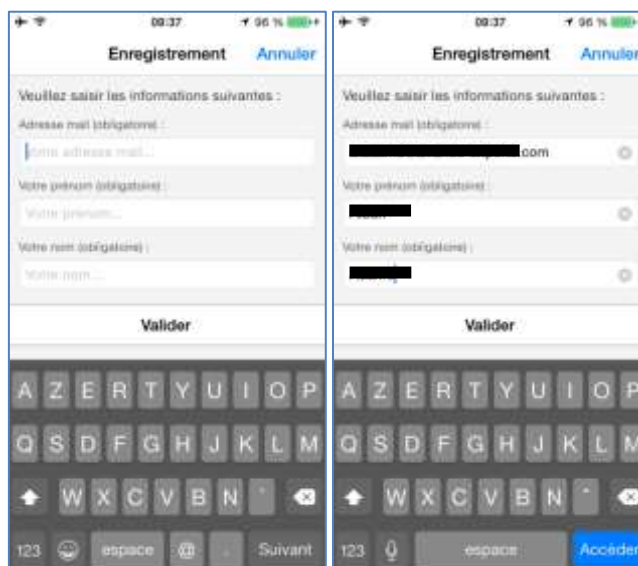 09:37
96 %
Enregistrement
Annuler
Veuillez saisir les informations suivantes :
Adresse mail (obligatoire) :
Votre adresse mail...
Votre prénom (obligatoire) :
Votre prénom...
Votre nom (obligatoire) :
Votre nom...
Valider
A Z E R T Y U I O P
Q S D F G H J K L M
W X C V B N '
123 espace @ . Suivant
09:37
96 %
Enregistrement
Annuler
Veuillez saisir les informations suivantes :
Adresse mail (obligatoire) :
.com
Votre prénom (obligatoire) :
Votre nom (obligatoire) :
Valider
A Z E R T Y U I O P
Q S D F G H J K L M
W X C V B N
123 espace Accéder